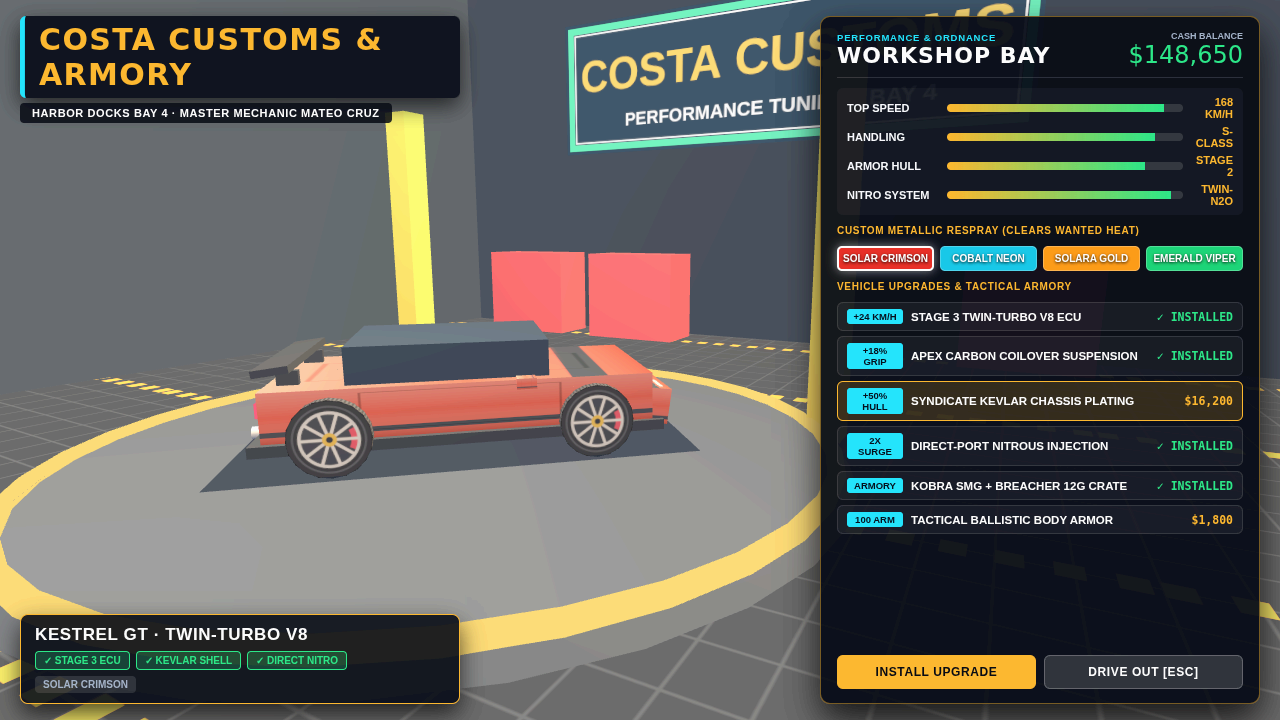 COSTA CUSTOMS &
ARMORY
HARBOR DOCKS BAY 4 · MASTER MECHANIC MATEO CRUZ
COSTA CUSTOMS
PERFORMANCE TUNI
BAY 4
PERFORMANCE & ORDNANCE
WORKSHOP BAY
CASH BALANCE
$148,650
TOP SPEED
168
KM/H
HANDLING
S-
CLASS
ARMOR HULL
STAGE
2
NITRO SYSTEM
TWIN-
N2O
CUSTOM METALLIC RESPRAY (CLEARS WANTED HEAT)
SOLAR CRIMSON
COBALT NEON
SOLARA GOLD
EMERALD VIPER
VEHICLE UPGRADES & TACTICAL ARMORY
+24 KM/H
STAGE 3 TWIN-TURBO V8 ECU
✓ INSTALLED
+18%
GRIP
APEX CARBON COILOVER SUSPENSION
✓ INSTALLED
+50%
HULL
SYNDICATE KEVLAR CHASSIS PLATING
$16,200
2X
SURGE
DIRECT-PORT NITROUS INJECTION
✓ INSTALLED
ARMORY
KOBRA SMG + BREACHER 12G CRATE
✓ INSTALLED
100 ARM
TACTICAL BALLISTIC BODY ARMOR
$1,800
INSTALL UPGRADE
DRIVE OUT [ESC]
KESTREL GT · TWIN-TURBO V8
✓ STAGE 3 ECU
✓ KEVLAR SHELL
✓ DIRECT NITRO
SOLAR CRIMSON